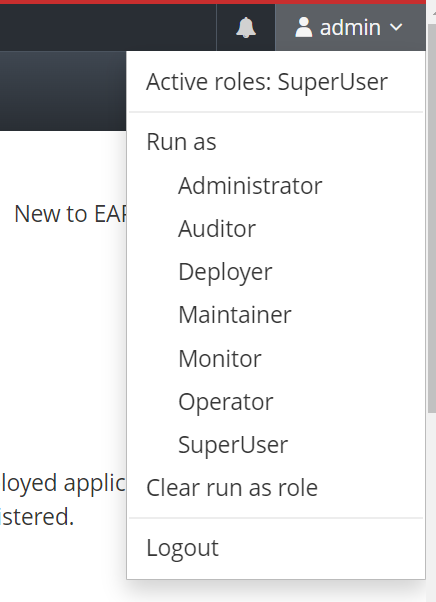 admin
Active roles: SuperUser
Run as
New to EAP
Administrator
Auditor
Deployer
Maintainer
Monitor
Operator
SuperUser
loyed applic
Clear run as role
istered.
Logout